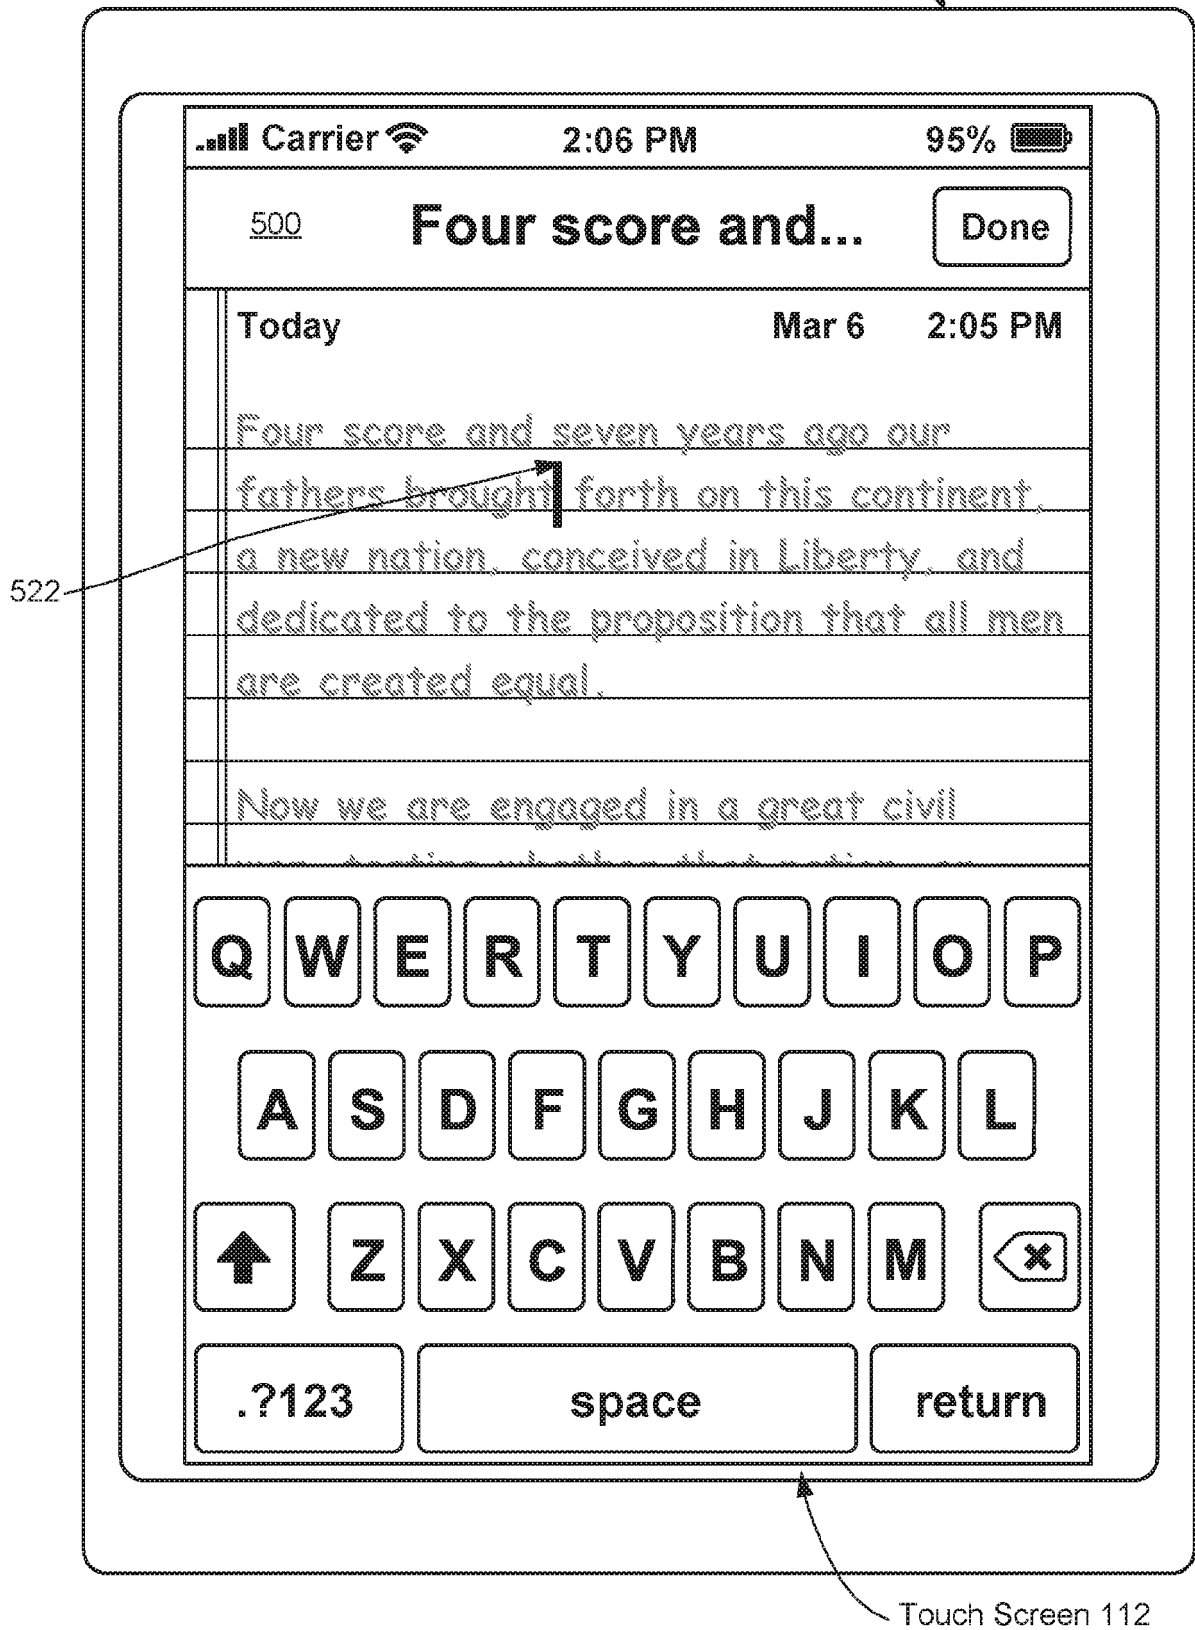 Carrier 2:06 PM 95%
500 Four score and... Done
Today Mar 6 2:05 PM
Four score and seven years ago our
fathers brought forth on this continent,
a new nation, conceived in Liberty, and
522
dedicated to the proposition that all men
are created equal.
Now we are engaged in a great civil
Q W E R T Y U I O P
A S D F G H J K L
Z X C V B N M
.?123 space return
Touch Screen 112